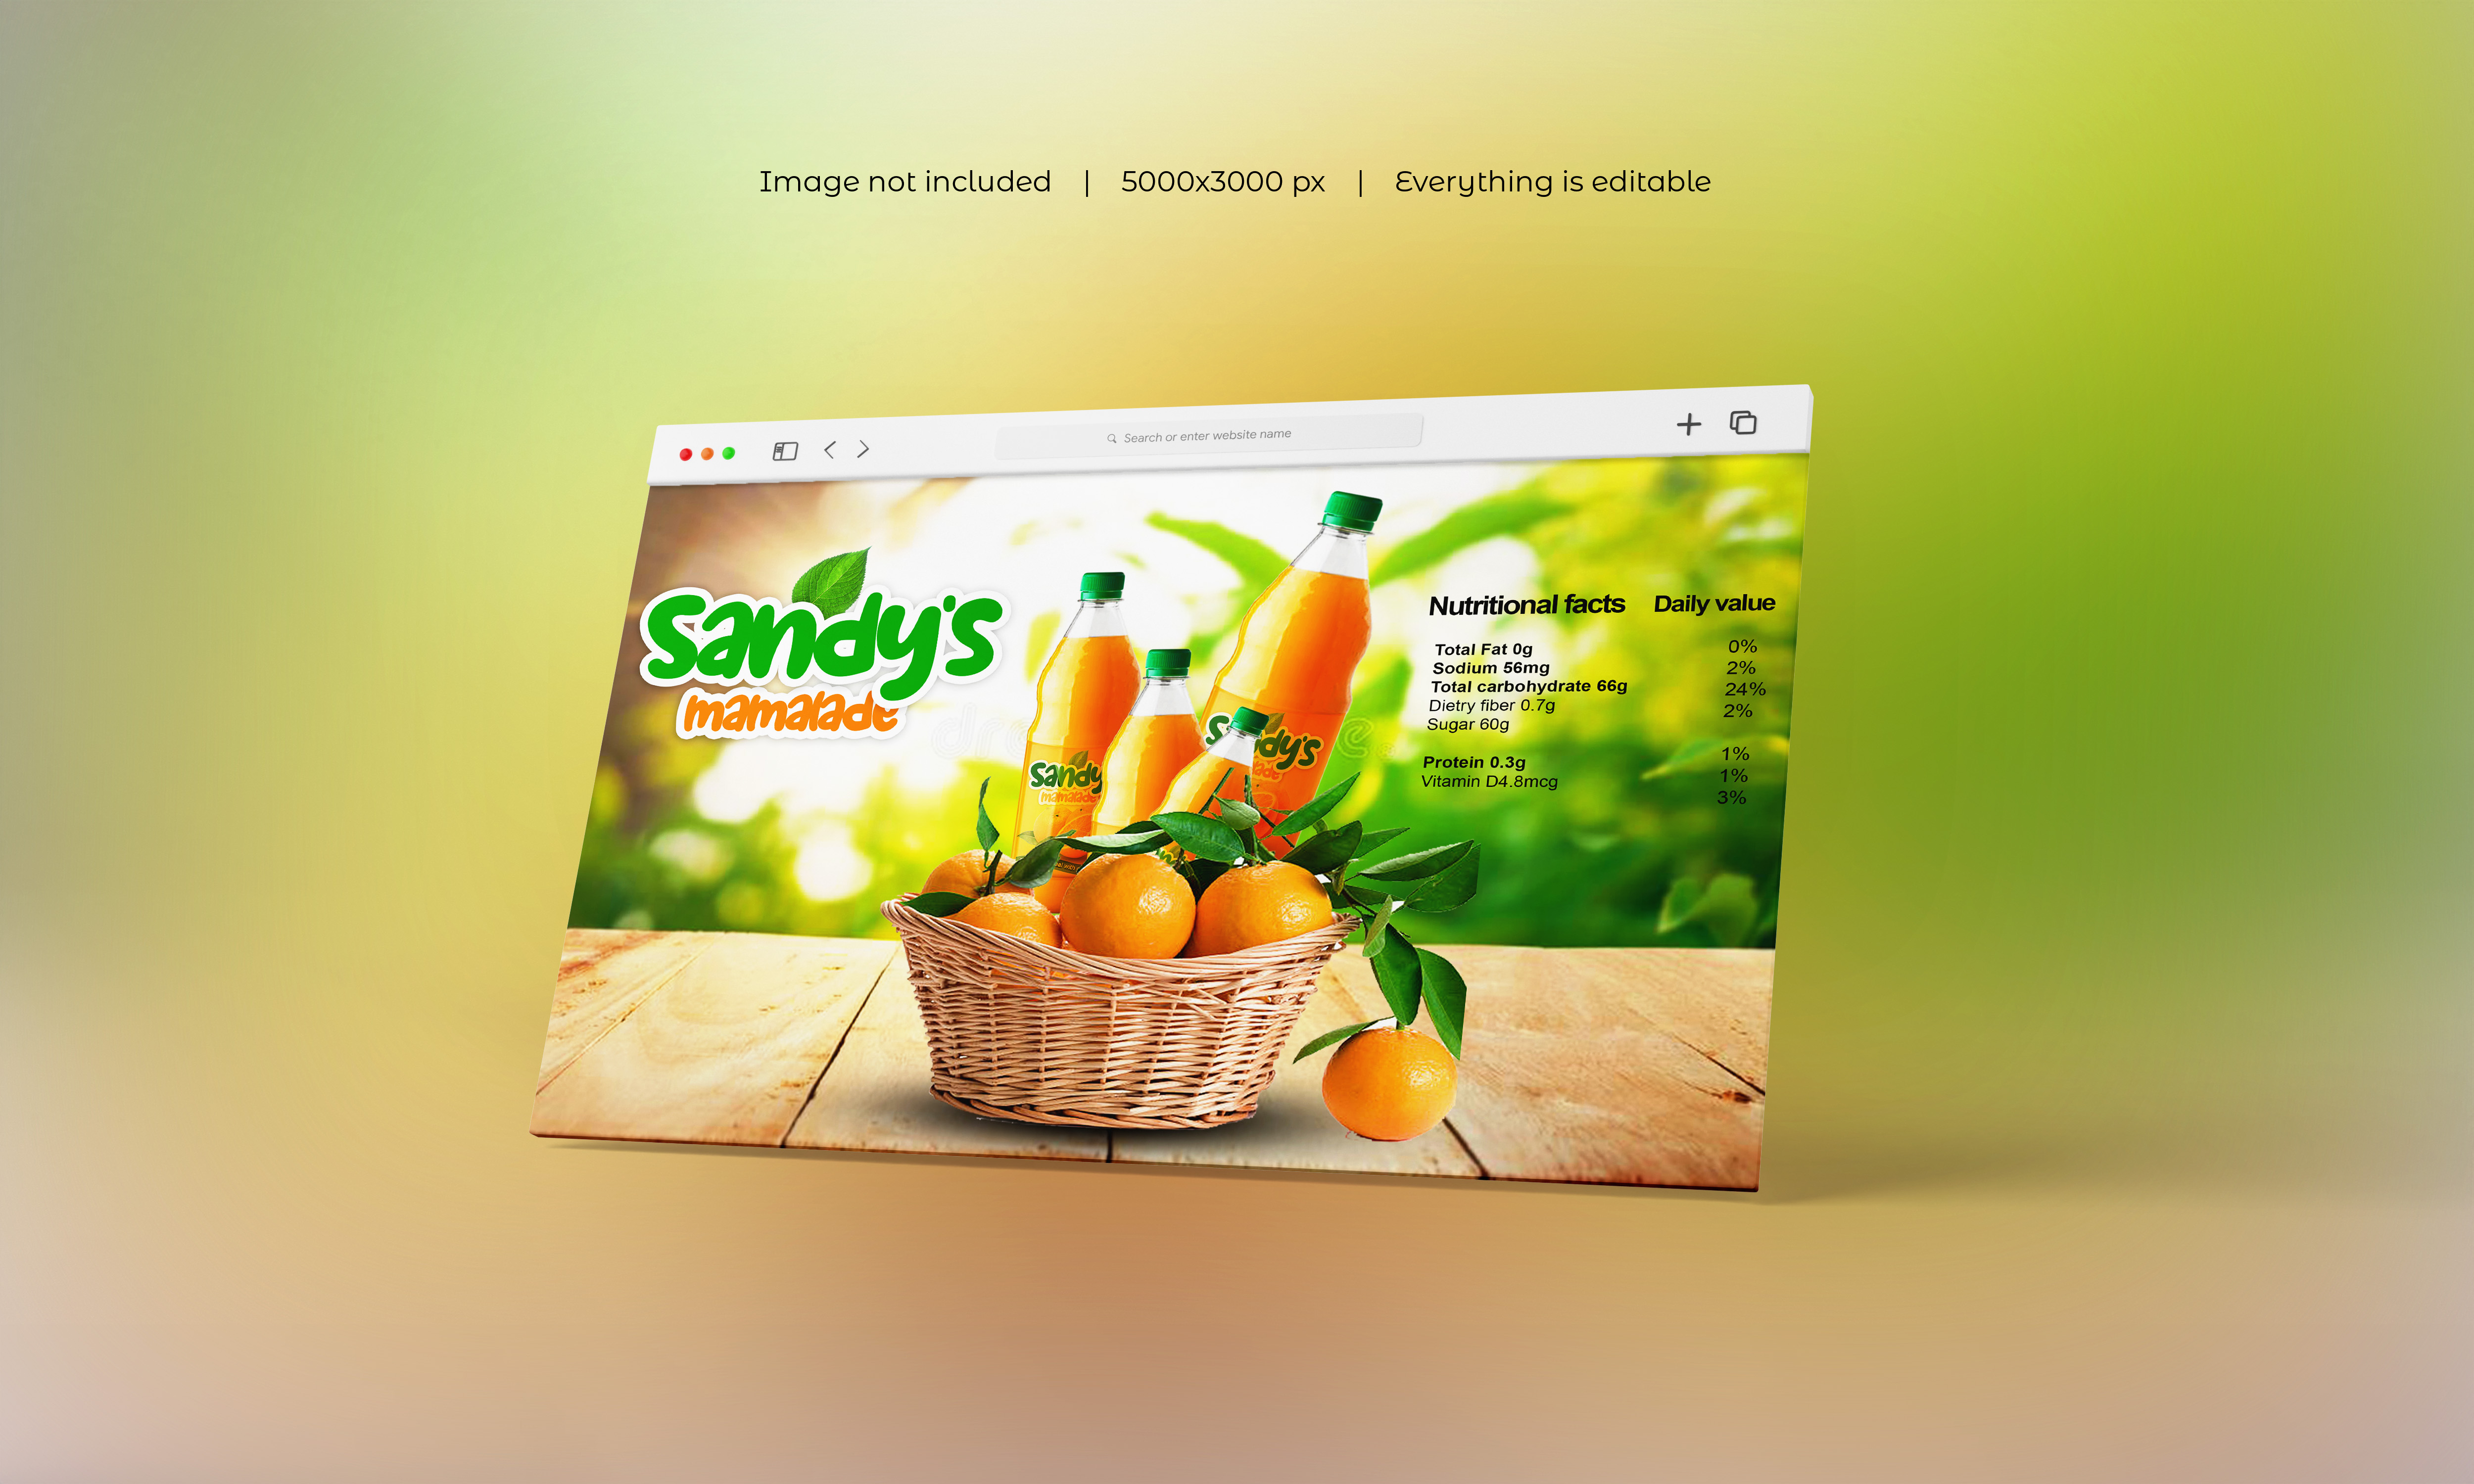 Image not included | 5000x3000 px | Everything is editable
Search or enter website name
Sandy's
mamalade
Nutritional facts Daily value
Total Fat 0g 0%
Sodium 56mg 2%
Total carbohydrate 66g 24%
Dietry fiber 0.7g 2%
Sugar 60g
1%
Protein 0.3g 1%
Vitamin D4.8mcg 3%
Sandy
mamalade